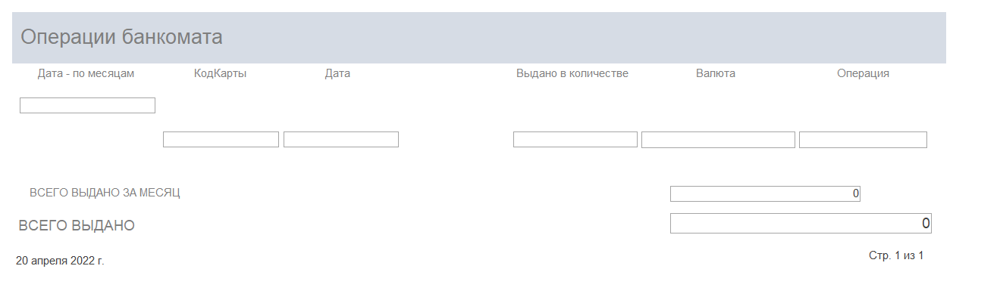 Операции банкомата
Дата - по месяцам КодКарты Дата Выдано в количестве Валюта Операция
ВСЕГО ВЫДАНО ЗА МЕСЯЦ 0
ВСЕГО ВЫДАНО 0
20 апреля 2022 г. Стр. 1 из 1